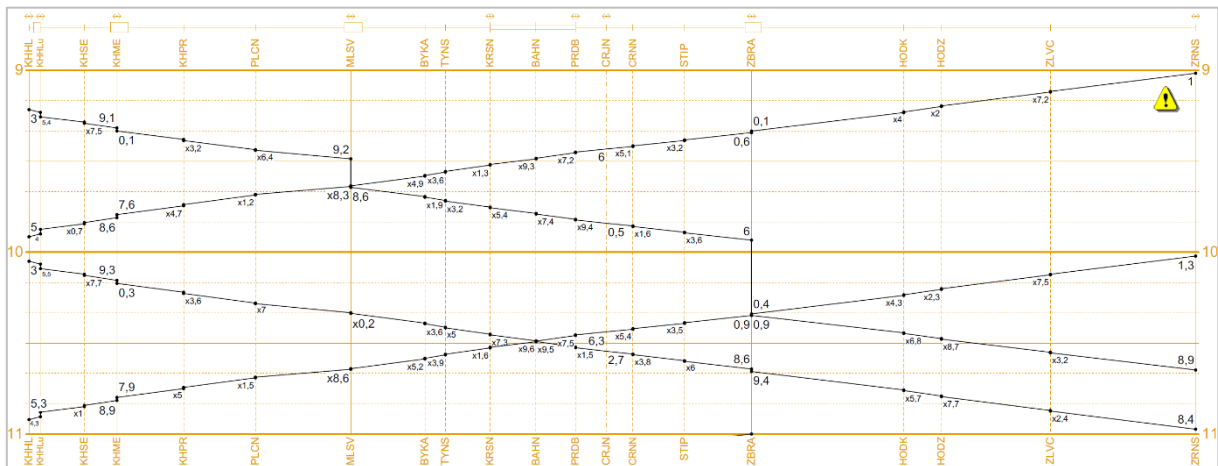 KHHL KHHLu KHSE KHME KHPR PLCN MLSV BYKA TYNS KRSN BAHN PRDB CRJN CRNN STIP ZBRA HODK HODZ ZLVC ZRNS
9 9
1
x7,2
x2
x4
0,1
0,6
x3,2
x5,1
6
x7,2
x9,3
x1,3
x3,6
x4,9
3 5,4 x7,5 9,1
0,1
x3,2
x6,4
9,2
x8,3 8,6
x1,2
x4,7
7,6
8,6
x0,7
5
4
x1,9
x3,2
x5,4
x7,4
x9,4
0,5
x1,6
x3,6
6
10 10
1,3
x7,5
x2,3
x4,3
0,4
0,9 0,9
x3,5
x5,4
6,3
x7,5
x9,6 x9,5
x1,6
x3,9
x5,2
3 5,5 x7,7 9,3
0,3
x3,6
x7
x0,2
x3,6
x5
x7,3
x1,5
2,7
x3,8
x6
8,6
9,4
x6,8
x8,7
x3,2
8,9
x5,7
x7,7
x2,4
8,4
x8,6
x1,5
x5
7,9
8,9
x1
5,3
4,3
11 11
KHHL KHHLu KHSE KHME KHPR PLCN MLSV BYKA TYNS KRSN BAHN PRDB CRJN CRNN STIP ZBRA HODK HODZ ZLVC ZRNS